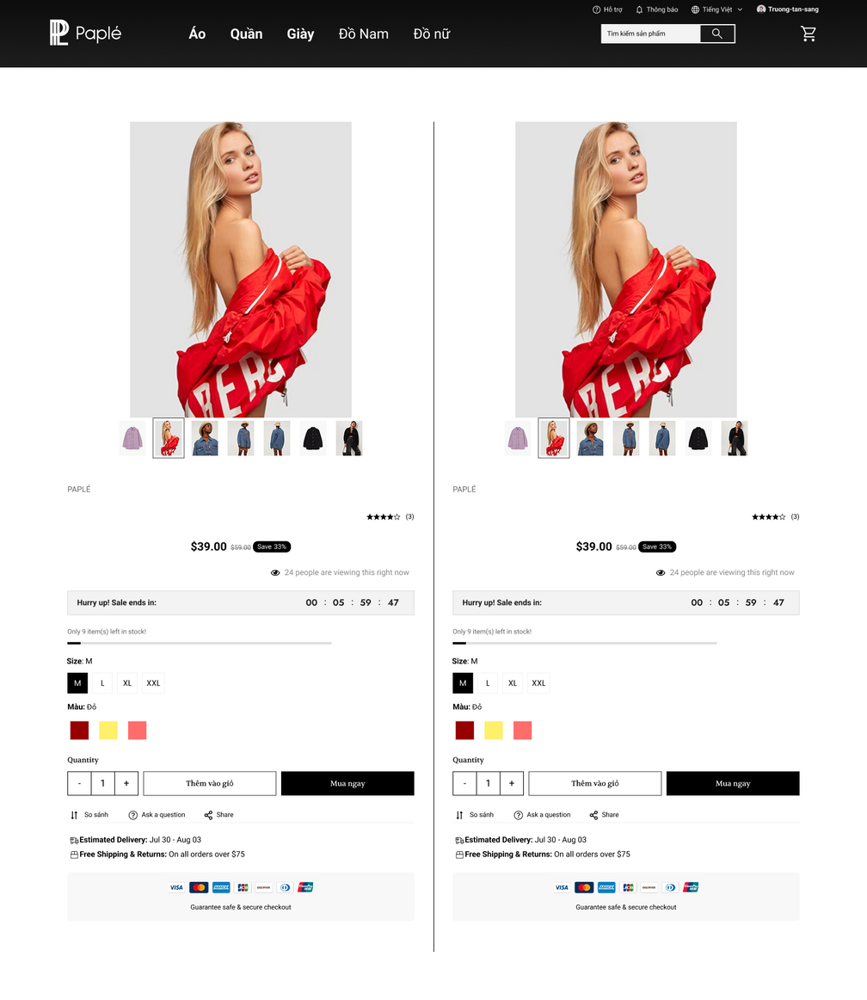 Hỗ trợ Thông báo Tiếng Việt Truong-tan-sang
Paplé Áo Quần Giày Đồ Nam Đồ nữ Tìm kiếm sản phẩm
BERG
BERG
PAPLÉ
(3)
$39.00 $59.00 Save 33%
24 people are viewing this right now
Hurry up! Sale ends in: 00 : 05 : 59 : 47
Only 9 item(s) left in stock!
Size: M
M L XL XXL
Màu: Đỏ
Quantity
- 1 + Thêm vào giỏ Mua ngay
So sánh Ask a question Share
Estimated Delivery: Jul 30 - Aug 03
Free Shipping & Returns: On all orders over $75
VISA
Guarantee safe & secure checkout
PAPLÉ
(3)
$39.00 $59.00 Save 33%
24 people are viewing this right now
Hurry up! Sale ends in: 00 : 05 : 59 : 47
Only 9 item(s) left in stock!
Size: M
M L XL XXL
Màu: Đỏ
Quantity
- 1 + Thêm vào giỏ Mua ngay
So sánh Ask a question Share
Estimated Delivery: Jul 30 - Aug 03
Free Shipping & Returns: On all orders over $75
VISA
Guarantee safe & secure checkout